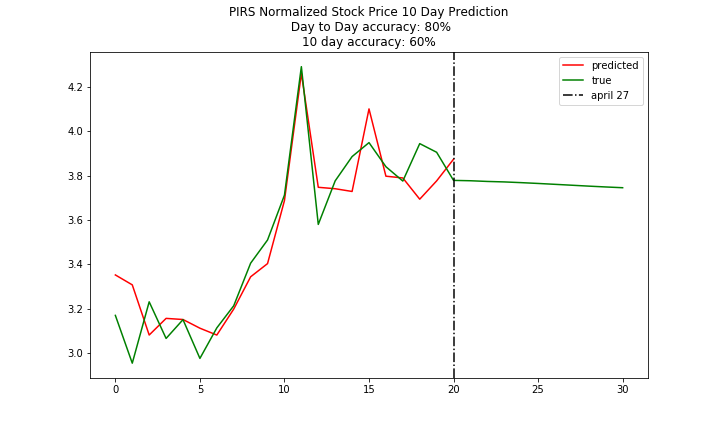 PIRS Normalized Stock Price 10 Day Prediction
Day to Day accuracy: 80%
10 day accuracy: 60%
predicted
true
april 27
4.2
4.0
3.8
3.6
3.4
3.2
3.0
0 5 10 15 20 25 30